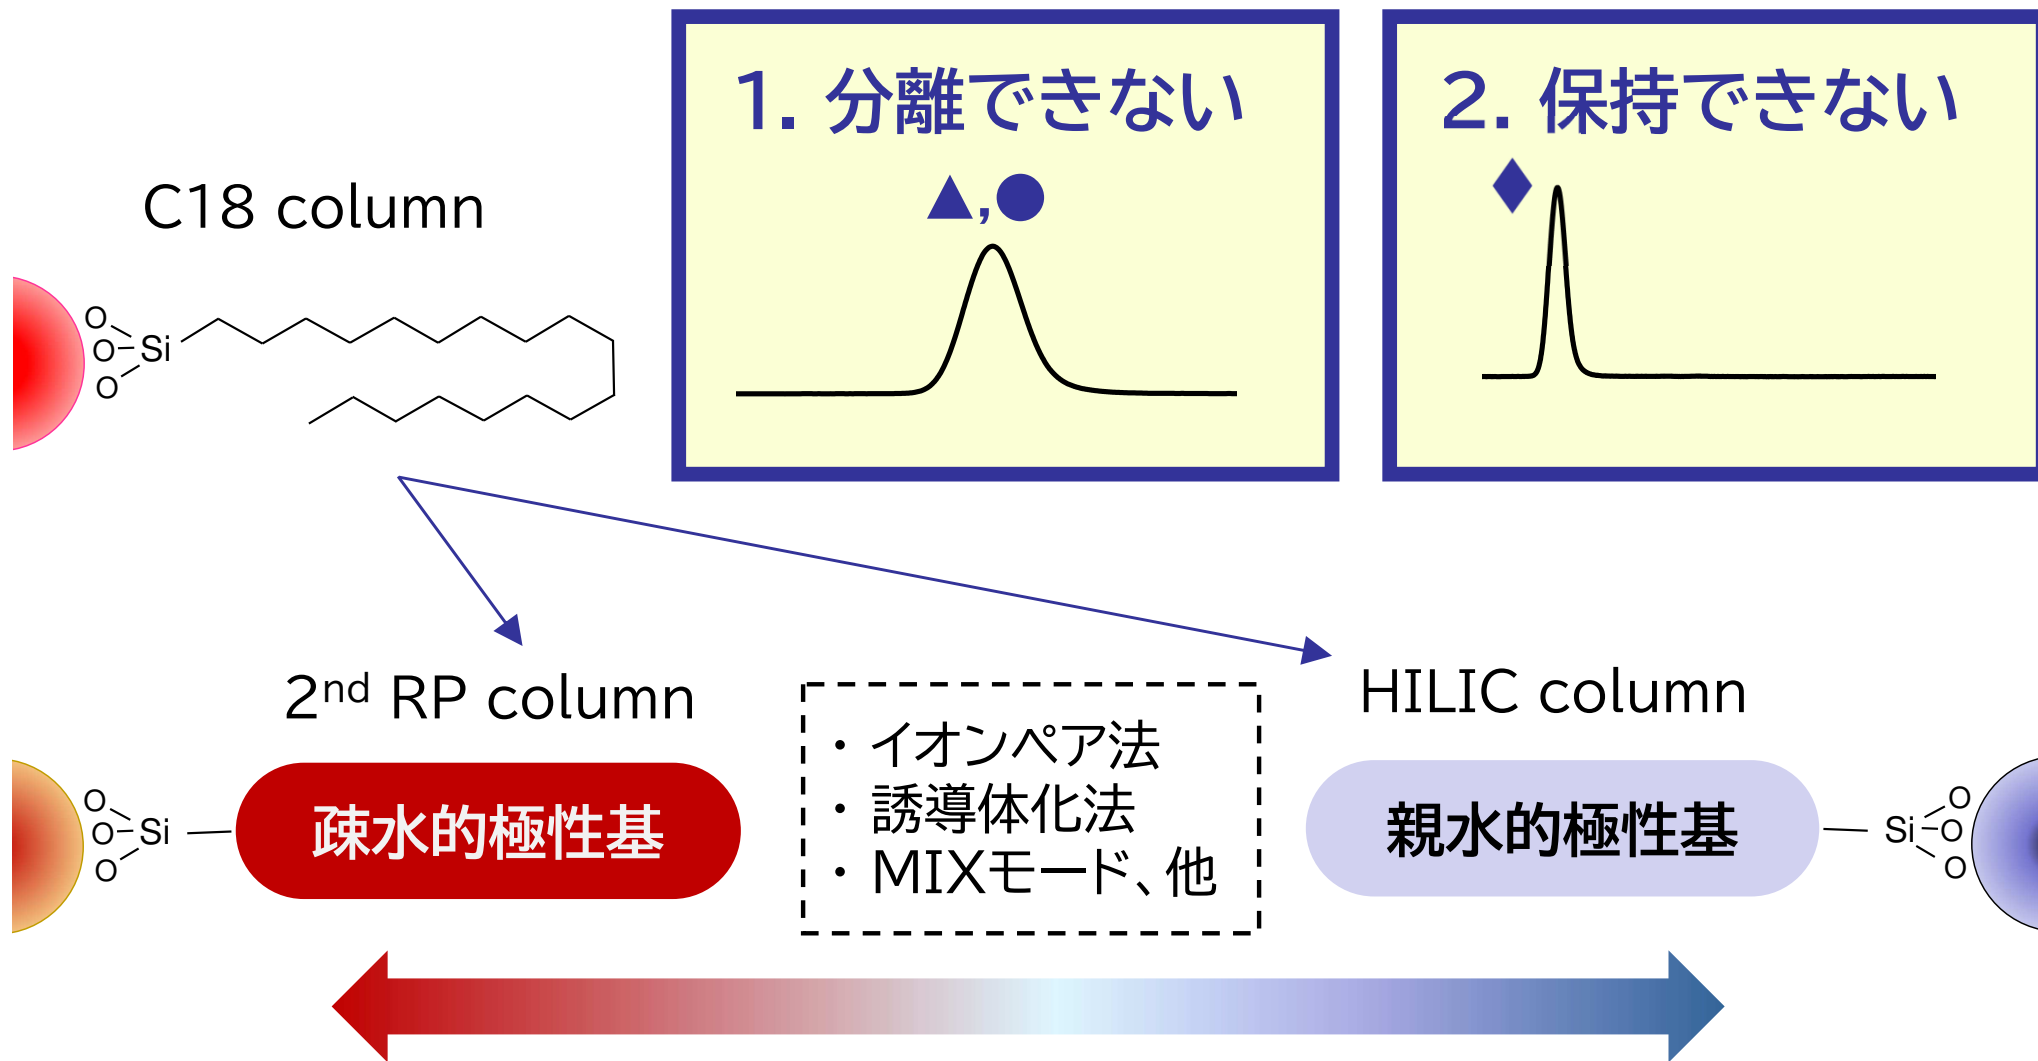 1. 分離できない
▲,●
2. 保持できない
◆
C18 column
O
O
Si
O
2nd RP column
O
O
Si
O
疎水的極性基
・ イオンペア法
・ 誘導体化法
・ MIXモード、他
HILIC column
親水的極性基
Si
O
O
O